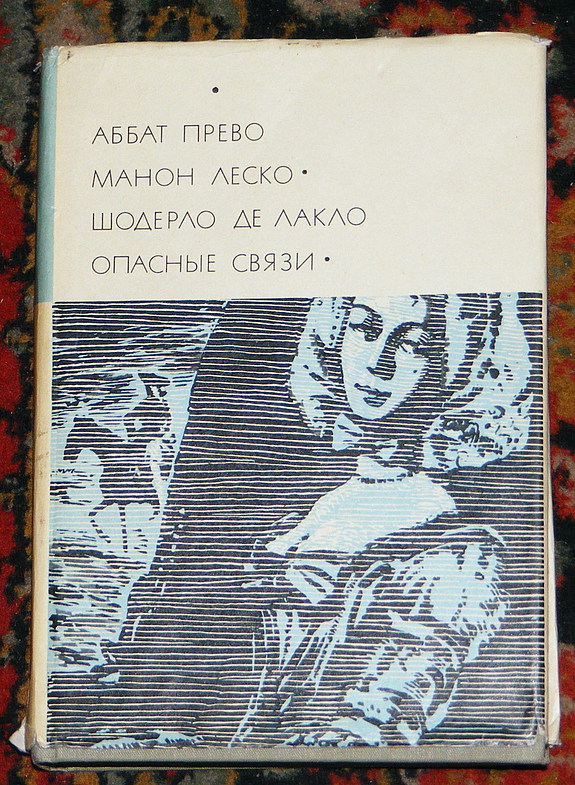 АББАТ ПРЕВО
МАНОН ЛЕСКО •
ШОДЕРЛО ДЕ ЛАКЛО
ОПАСНЫЕ СВЯЗИ •